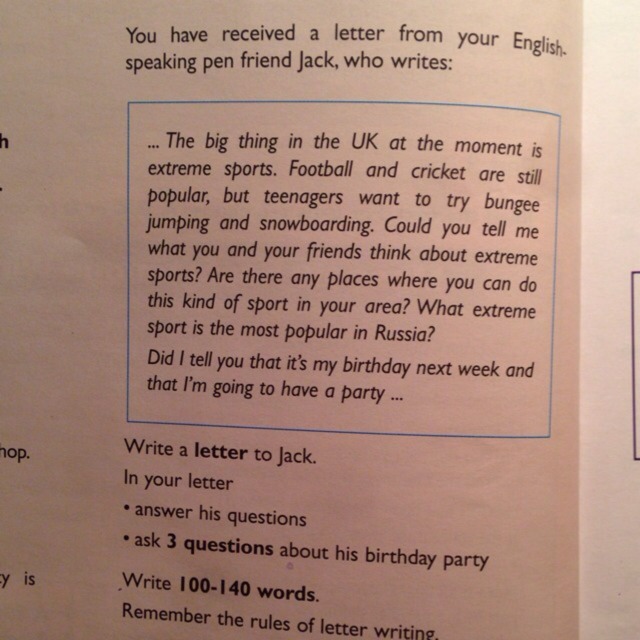 You have received a letter from your English-
speaking pen friend Jack, who writes:
... The big thing in the UK at the moment is
extreme sports. Football and cricket are still
popular, but teenagers want to try bungee
jumping and snowboarding. Could you tell me
what you and your friends think about extreme
sports? Are there any places where you can do
this kind of sport in your area? What extreme
sport is the most popular in Russia?
Did I tell you that it's my birthday next week and
that I'm going to have a party ...
Write a letter to Jack.
In your letter
• answer his questions
• ask 3 questions about his birthday party
Write 100-140 words.
Remember the rules of letter writing.